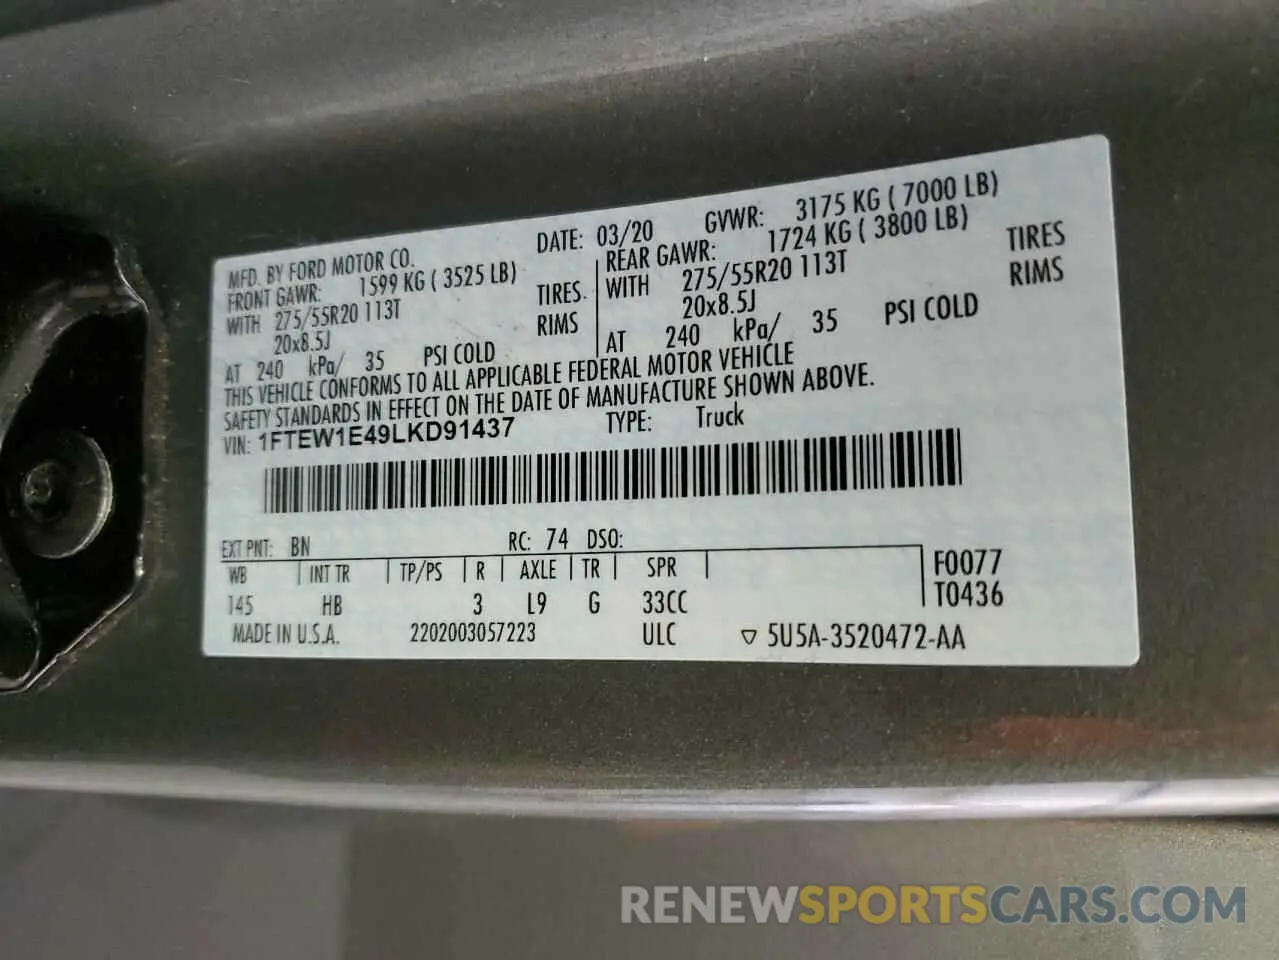 MFD. BY FORD MOTOR CO. DATE: 03/20 GVWR: 3175 KG ( 7000 LB)
FRONT GAWR: 1599 KG ( 3525 LB) REAR GAWR: 1724 KG ( 3800 LB)
WITH 275/55R20 113T TIRES WITH 275/55R20 113T TIRES
20x8.5J RIMS 20x8.5J RIMS
AT 240 kPa/ 35 PSI COLD AT 240 kPa/ 35 PSI COLD
THIS VEHICLE CONFORMS TO ALL APPLICABLE FEDERAL MOTOR VEHICLE
SAFETY STANDARDS IN EFFECT ON THE DATE OF MANUFACTURE SHOWN ABOVE.
VIN: 1FTEW1E49LKD91437 TYPE: Truck
EXT PNT: BN RC: 74 DSO:
WB INT TR TP/PS R AXLE TR SPR F0077
145 HB 3 L9 G 33CC T0436
MADE IN U.S.A. 2202003057223 ULC 5U5A-3520472-AA
RENEWSPORTSCARS.COM